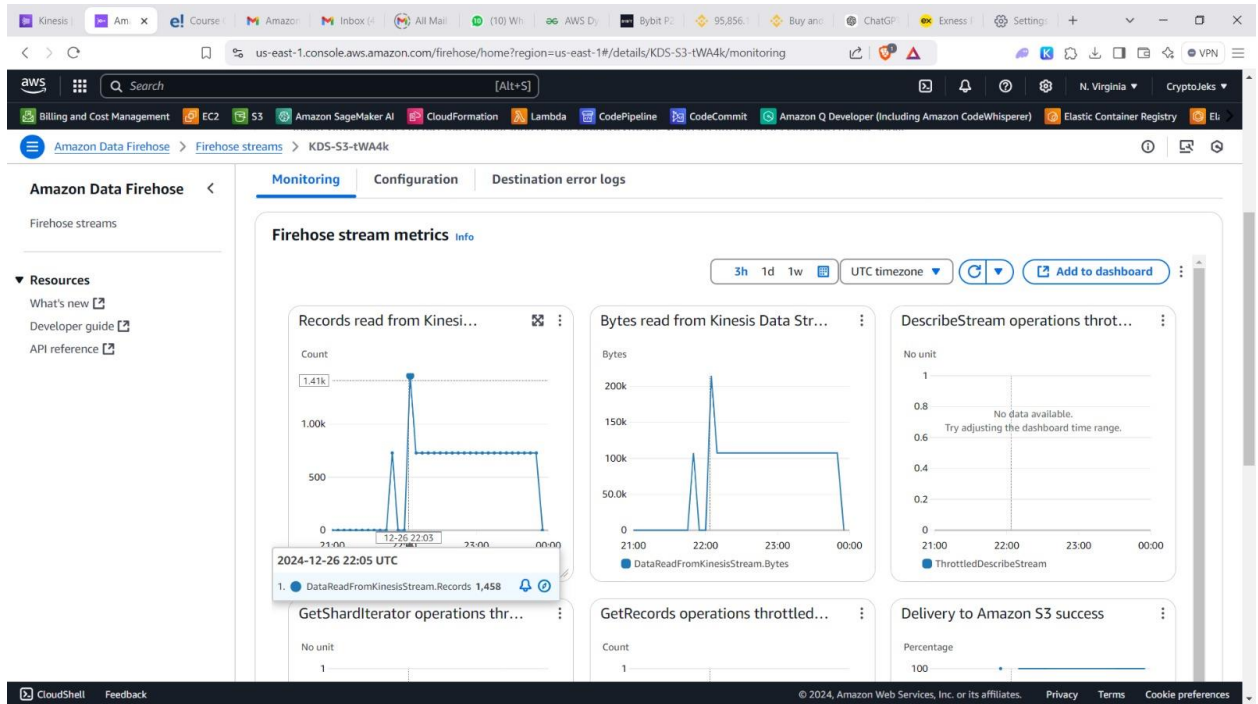 Kinesis
Am
Course
Amazon
Inbox (4
All Mail
(10) Wh
AWS Dy
Bybit P
95,856.
Buy and
ChatGP
Exness
Settings
us-east-1.console.aws.amazon.com/firehose/home?region=us-east-1#/details/KDS-S3-tWA4k/monitoring
VPN
aws
Search
[Alt+S]
N. Virginia
CryptoJeks
Billing and Cost Management
EC2
S3
Amazon SageMaker AI
CloudFormation
Lambda
CodePipeline
CodeCommit
Amazon Q Developer (Including Amazon CodeWhisperer)
Elastic Container Registry
Amazon Data Firehose > Firehose streams > KDS-S3-tWA4k
Amazon Data Firehose
Firehose streams
Resources
What's new
Developer guide
API reference
Monitoring
Configuration
Destination error logs
Firehose stream metrics Info
3h 1d 1w
UTC timezone
Add to dashboard
Records read from Kinesi...
Count
1.41k
1.00k
500
0
12-26 22:03
21:00
23:00
00:00
2024-12-26 22:05 UTC
1. DataReadFromKinesisStream.Records 1,458
Bytes read from Kinesis Data Str...
Bytes
200k
150k
100k
50.0k
0
21:00 22:00 23:00 00:00
DataReadFromKinesisStream.Bytes
DescribeStream operations throt...
No unit
1
0.8
No data available.
Try adjusting the dashboard time range.
0.6
0.4
0.2
0
21:00 22:00 23:00 00:00
ThrottledDescribeStream
GetShardIterator operations thr...
No unit
1
GetRecords operations throttled...
Count
1
Delivery to Amazon S3 success
Percentage
100
CloudShell
Feedback
© 2024, Amazon Web Services, Inc. or its affiliates.
Privacy
Terms
Cookie preferences